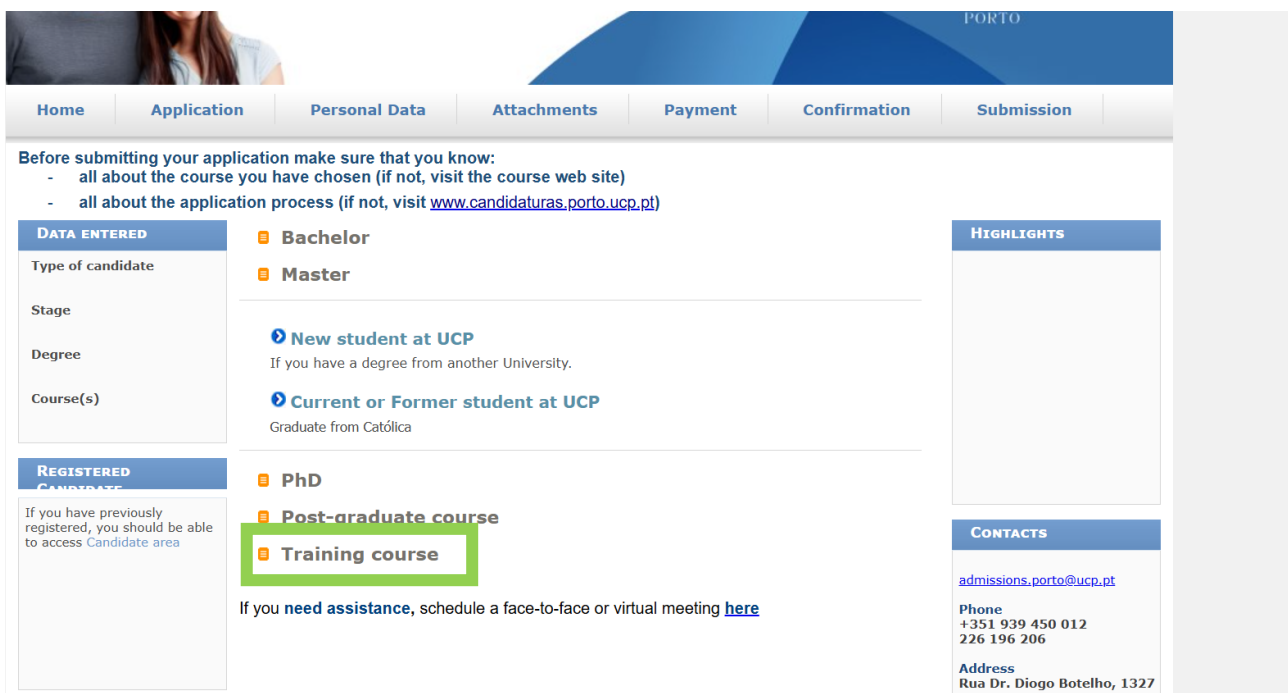 PORTO
Home Application Personal Data Attachments Payment Confirmation Submission
Before submitting your application make sure that you know:
- all about the course you have chosen (if not, visit the course web site)
- all about the application process (if not, visit www.candidaturas.porto.ucp.pt)
DATA ENTERED
Type of candidate
Stage
Degree
Course(s)
REGISTERED
CANDIDATE
If you have previously
registered, you should be able
to access Candidate area
Bachelor
Master
New student at UCP
If you have a degree from another University.
Current or Former student at UCP
Graduate from Católica
PhD
Post-graduate course
Training course
If you need assistance, schedule a face-to-face or virtual meeting here
HIGHLIGHTS
CONTACTS
admissions.porto@ucp.pt
Phone
+351 939 450 012
226 196 206
Address
Rua Dr. Diogo Botelho, 1327